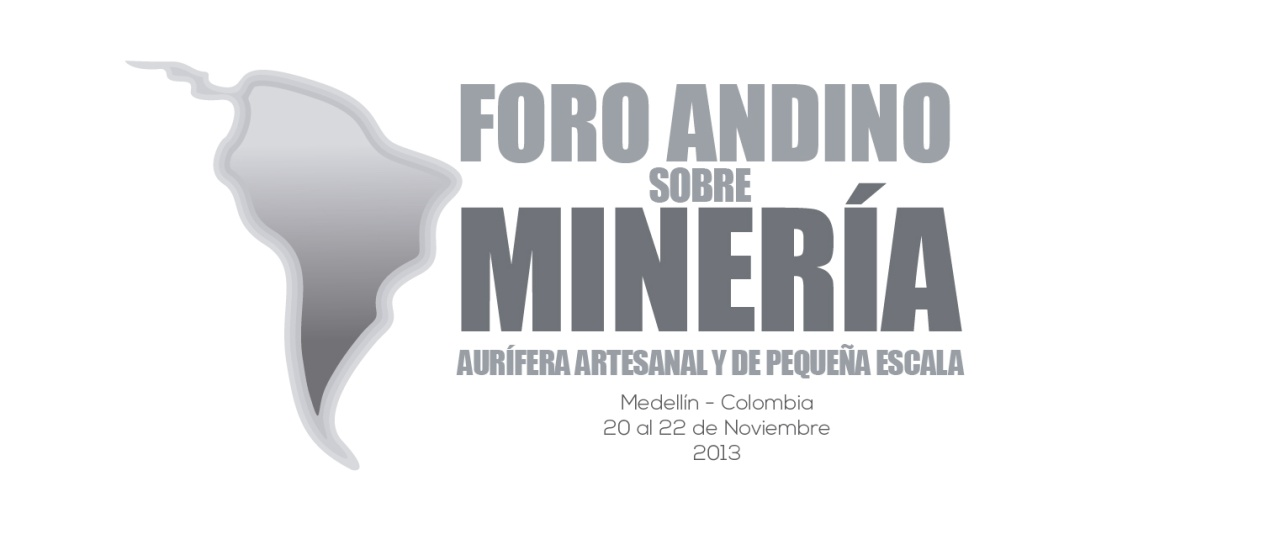 FORO ANDINO
SOBRE
MINERÍA
AURÍFERA ARTESANAL Y DE PEQUEÑA ESCALA
Medellín - Colombia
20 al 22 de Noviembre
2013